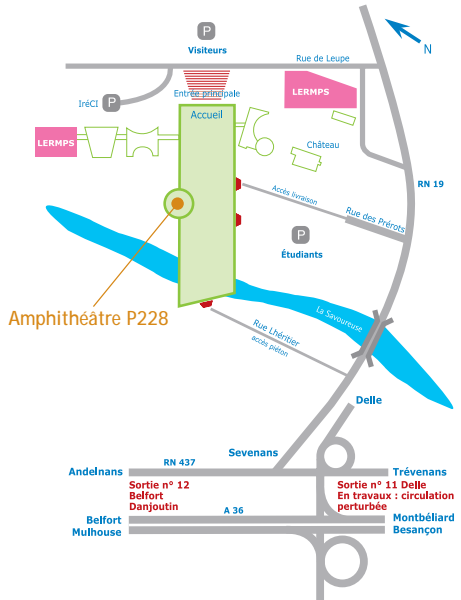 P
Visiteurs
N
Rue de Leupe
IréCI
P
Entrée principale
LERMPS
Accueil
LERMPS
Château
RN 19
Accès livraison
Rue des Prérots
P
Étudiants
Amphithéâtre P228
La Savoureuse
Rue Lhéritier
accès piéton
Delle
Sevenans
RN 437
Andelnans
Trévenans
Sortie n° 12
Belfort
Danjoutin
Sortie n° 11 Delle
En travaux : circulation
perturbée
A 36
Belfort
Mulhouse
Montbéliard
Besançon